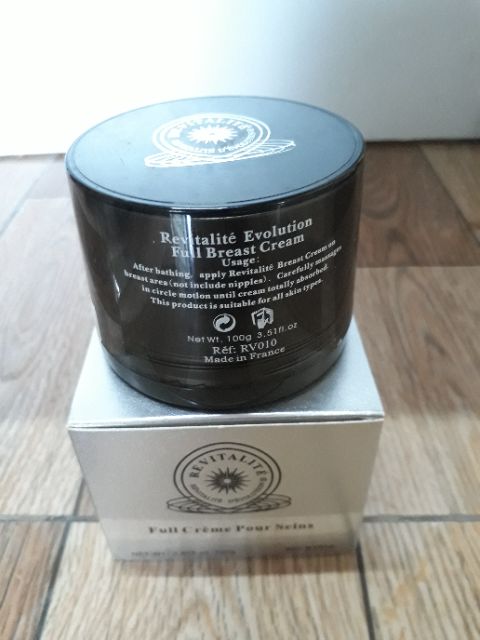 REVITALITÉ
Revitalité Evolution
Full Breast Cream
Usage:
After bathing, apply Revitalité Breast Cream on
breast area(not include nipples). Carefully massages
in circle motion until cream totally absorbed.
This product is suitable for all skin types.
Net Wt. 100g 3.51fl.oz
Réf: RV010
Made in France
REVITALITÉ
Full Crème Pour Seins